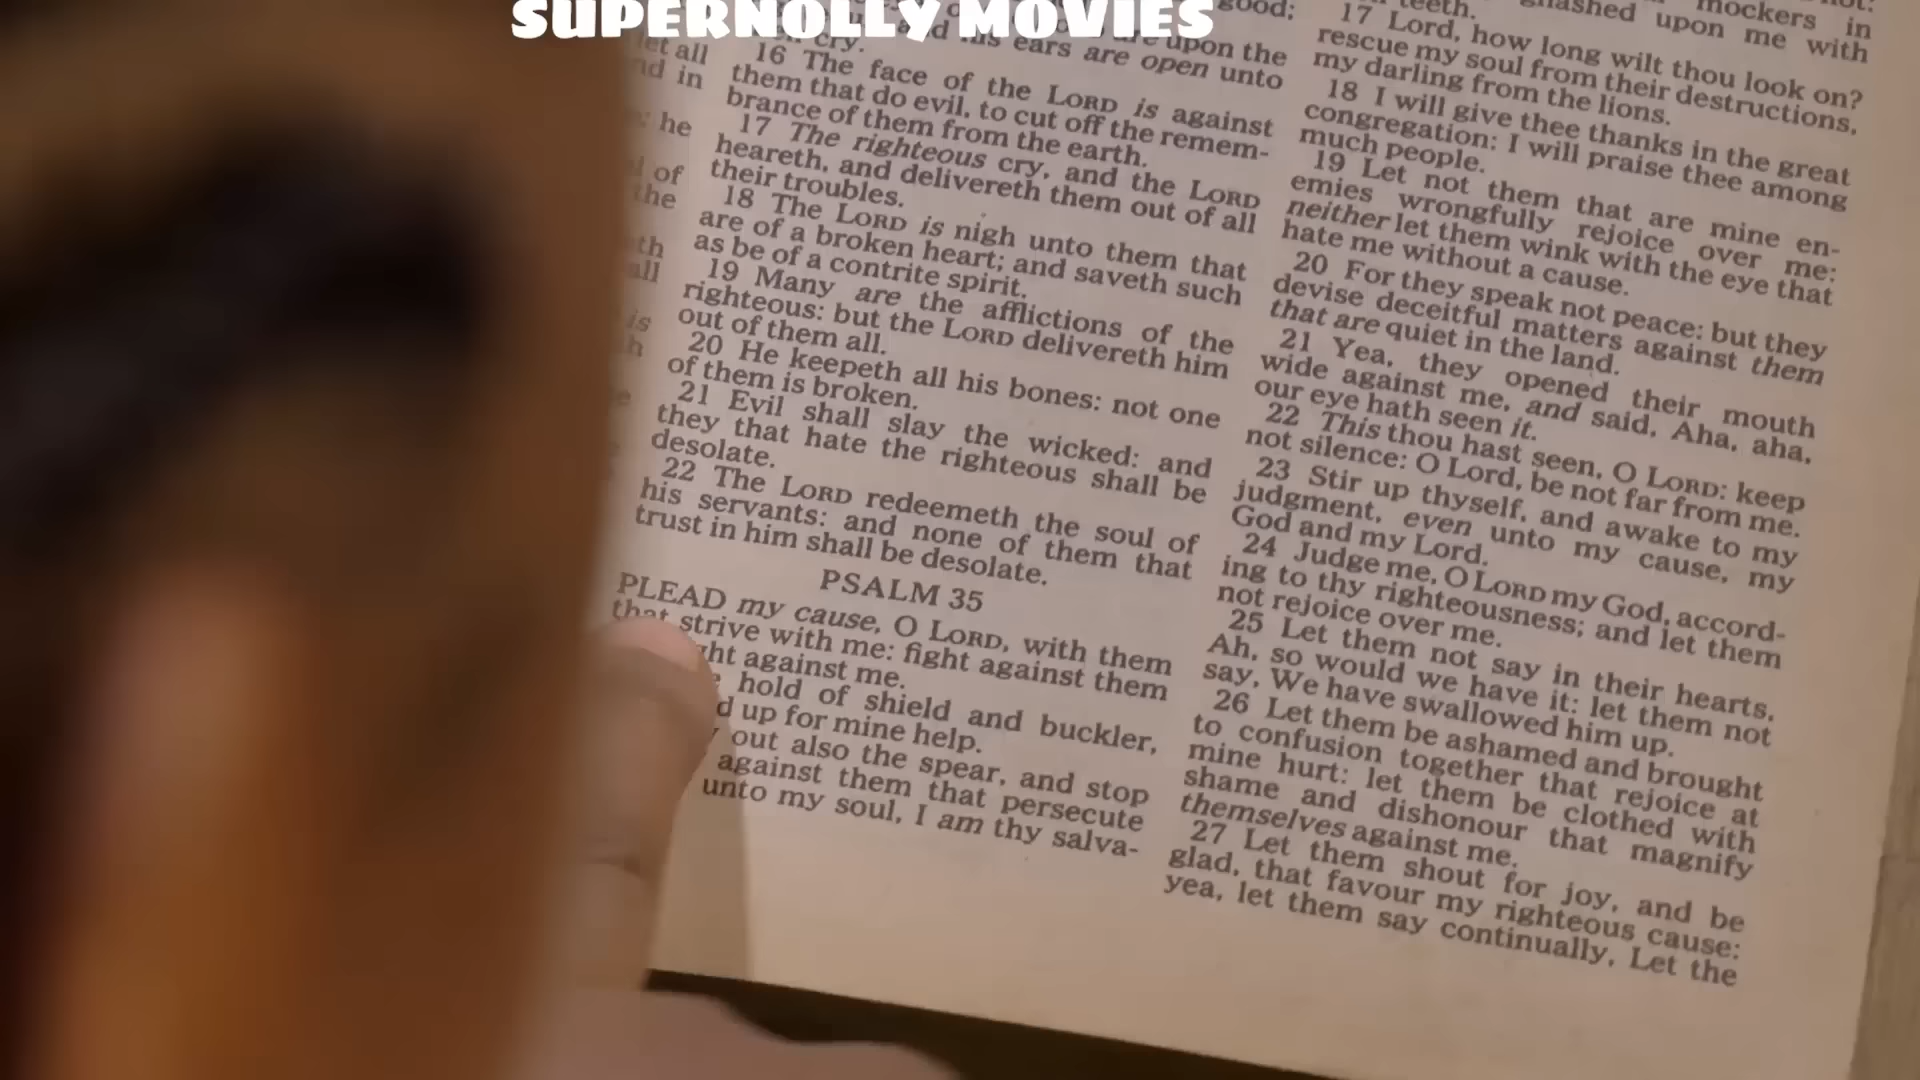 SUPERNOLLY MOVIES
good;
upon the
his ears are open unto
cry.
16 The face of the LORD is against
them that do evil, to cut off the remem-
brance of them from the earth.
17 The righteous cry, and the LORD
heareth, and delivereth them out of all
their troubles.
18 The LORD is nigh unto them that
are of a broken heart; and saveth such
as be of a contrite spirit.
19 Many are the afflictions of the
righteous: but the LORD delivereth him
out of them all.
20 He keepeth all his bones: not one
of them is broken.
21 Evil shall slay the wicked: and
they that hate the righteous shall be
desolate.
22 The LORD redeemeth the soul of
his servants: and none of them that
trust in him shall be desolate.
PSALM 35
PLEAD my cause, O LORD, with them
that strive with me: fight against them
against me.
hold of shield and buckler,
up for mine help.
out also the spear, and stop
against them that persecute
unto my soul, I am thy salva-
mockers in
gnashed upon me with
teeth.
17 Lord, how long wilt thou look on?
rescue my soul from their destructions,
my darling from the lions.
18 I will give thee thanks in the great
congregation: I will praise thee among
much people.
19 Let not them that are mine en-
emies wrongfully rejoice over me:
neither let them wink with the eye that
hate me without a cause.
20 For they speak not peace: but they
devise deceitful matters against them
that are quiet in the land.
21 Yea, they opened their mouth
wide against me, and said, Aha, aha,
our eye hath seen it.
22 This thou hast seen, O LORD: keep
not silence: O Lord, be not far from me.
23 Stir up thyself, and awake to my
judgment, even unto my cause, my
God and my Lord.
24 Judge me, O LORD my God, accord-
ing to thy righteousness; and let them
not rejoice over me.
25 Let them not say in their hearts,
Ah, so would we have it: let them not
say, We have swallowed him up.
26 Let them be ashamed and brought
to confusion together that rejoice at
mine hurt: let them be clothed with
shame and dishonour that magnify
themselves against me.
27 Let them shout for joy, and be
glad, that favour my righteous cause:
yea, let them say continually, Let the